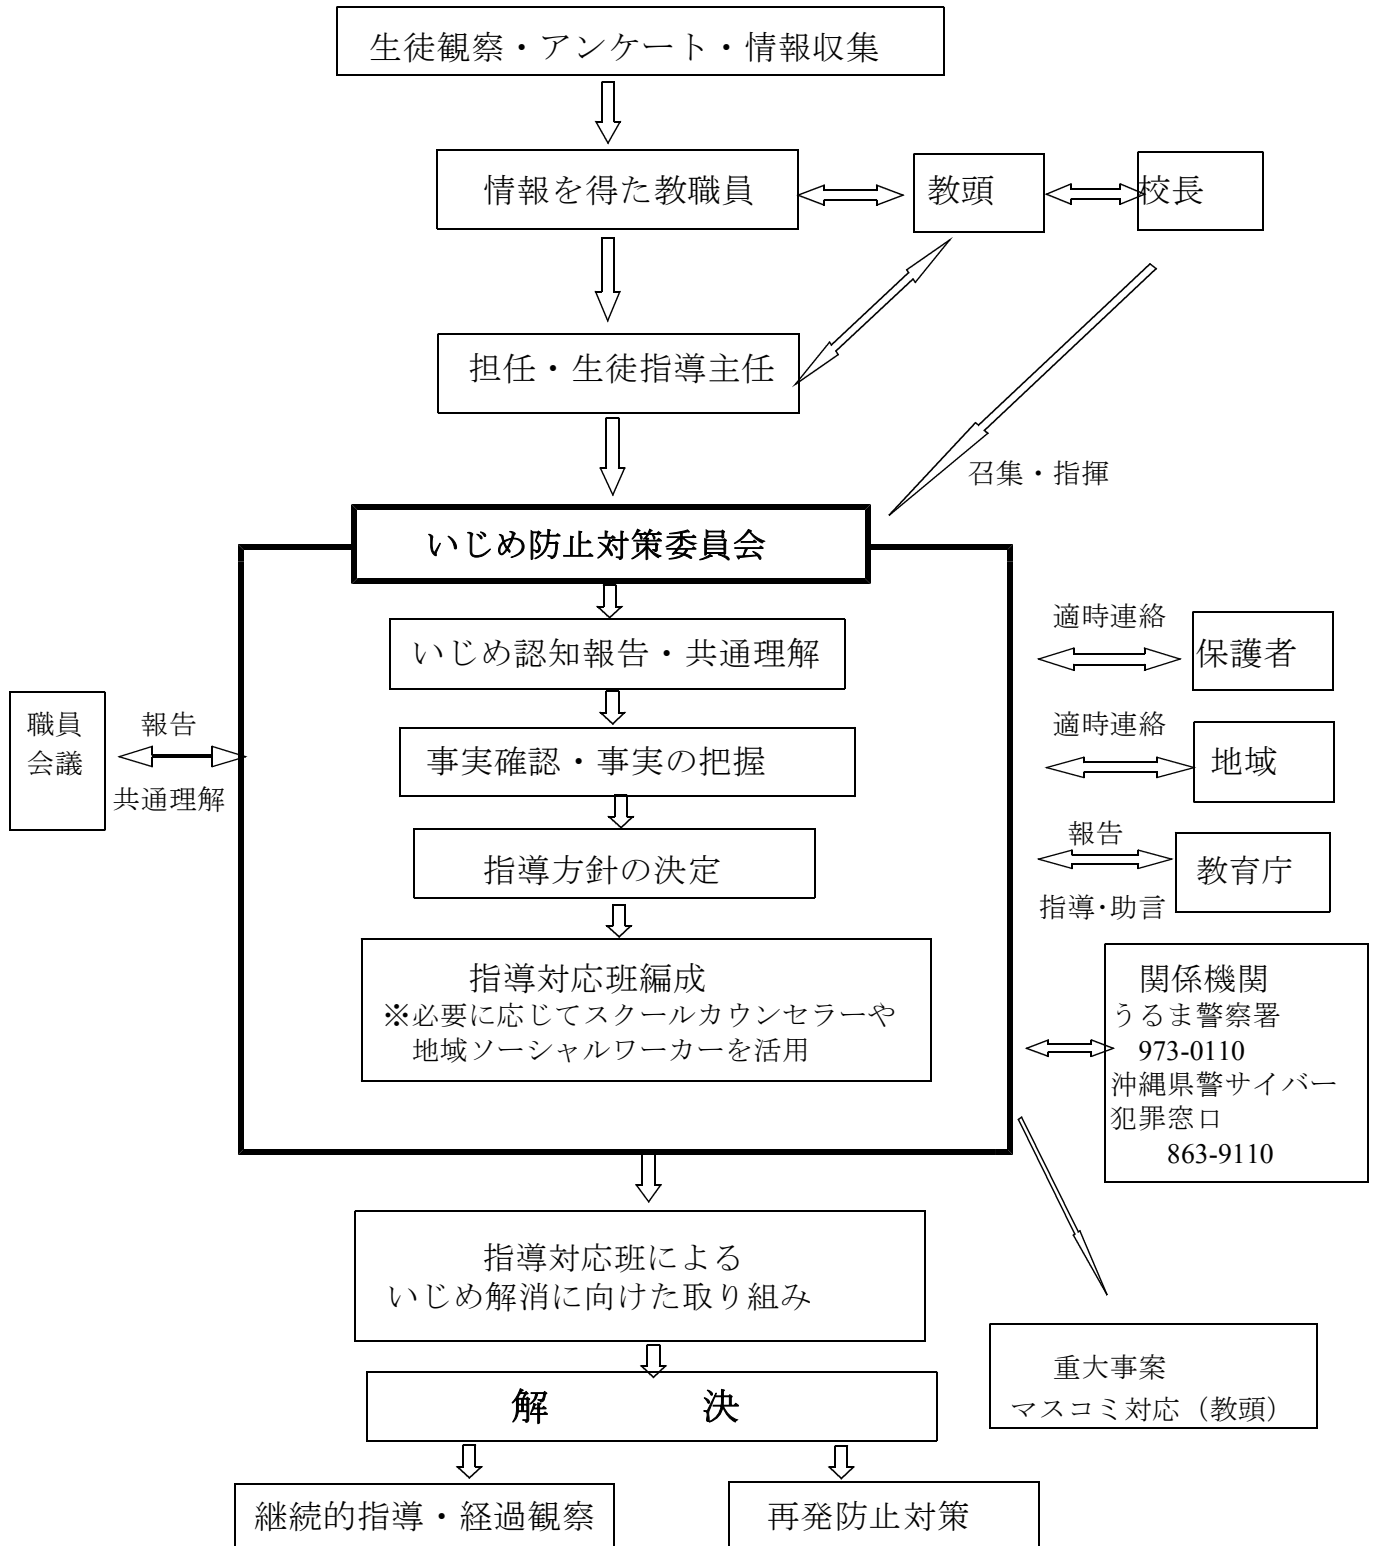 生徒観察・アンケート・情報収集
情報を得た教職員
教頭
校長
担任・生徒指導主任
召集・指揮
いじめ防止対策委員会
いじめ認知報告・共通理解
事実確認・事実の把握
指導方針の決定
指導対応班編成
※必要に応じてスクールカウンセラーや
地域ソーシャルワーカーを活用
職員
会議
報告
共通理解
適時連絡
保護者
適時連絡
地域
報告
教育庁
指導・助言
関係機関
うるま警察署
973-0110
沖縄県警サイバー
犯罪窓口
863-9110
指導対応班による
いじめ解消に向けた取り組み
重大事案
マスコミ対応（教頭）
解　　　決
継続的指導・経過観察
再発防止対策